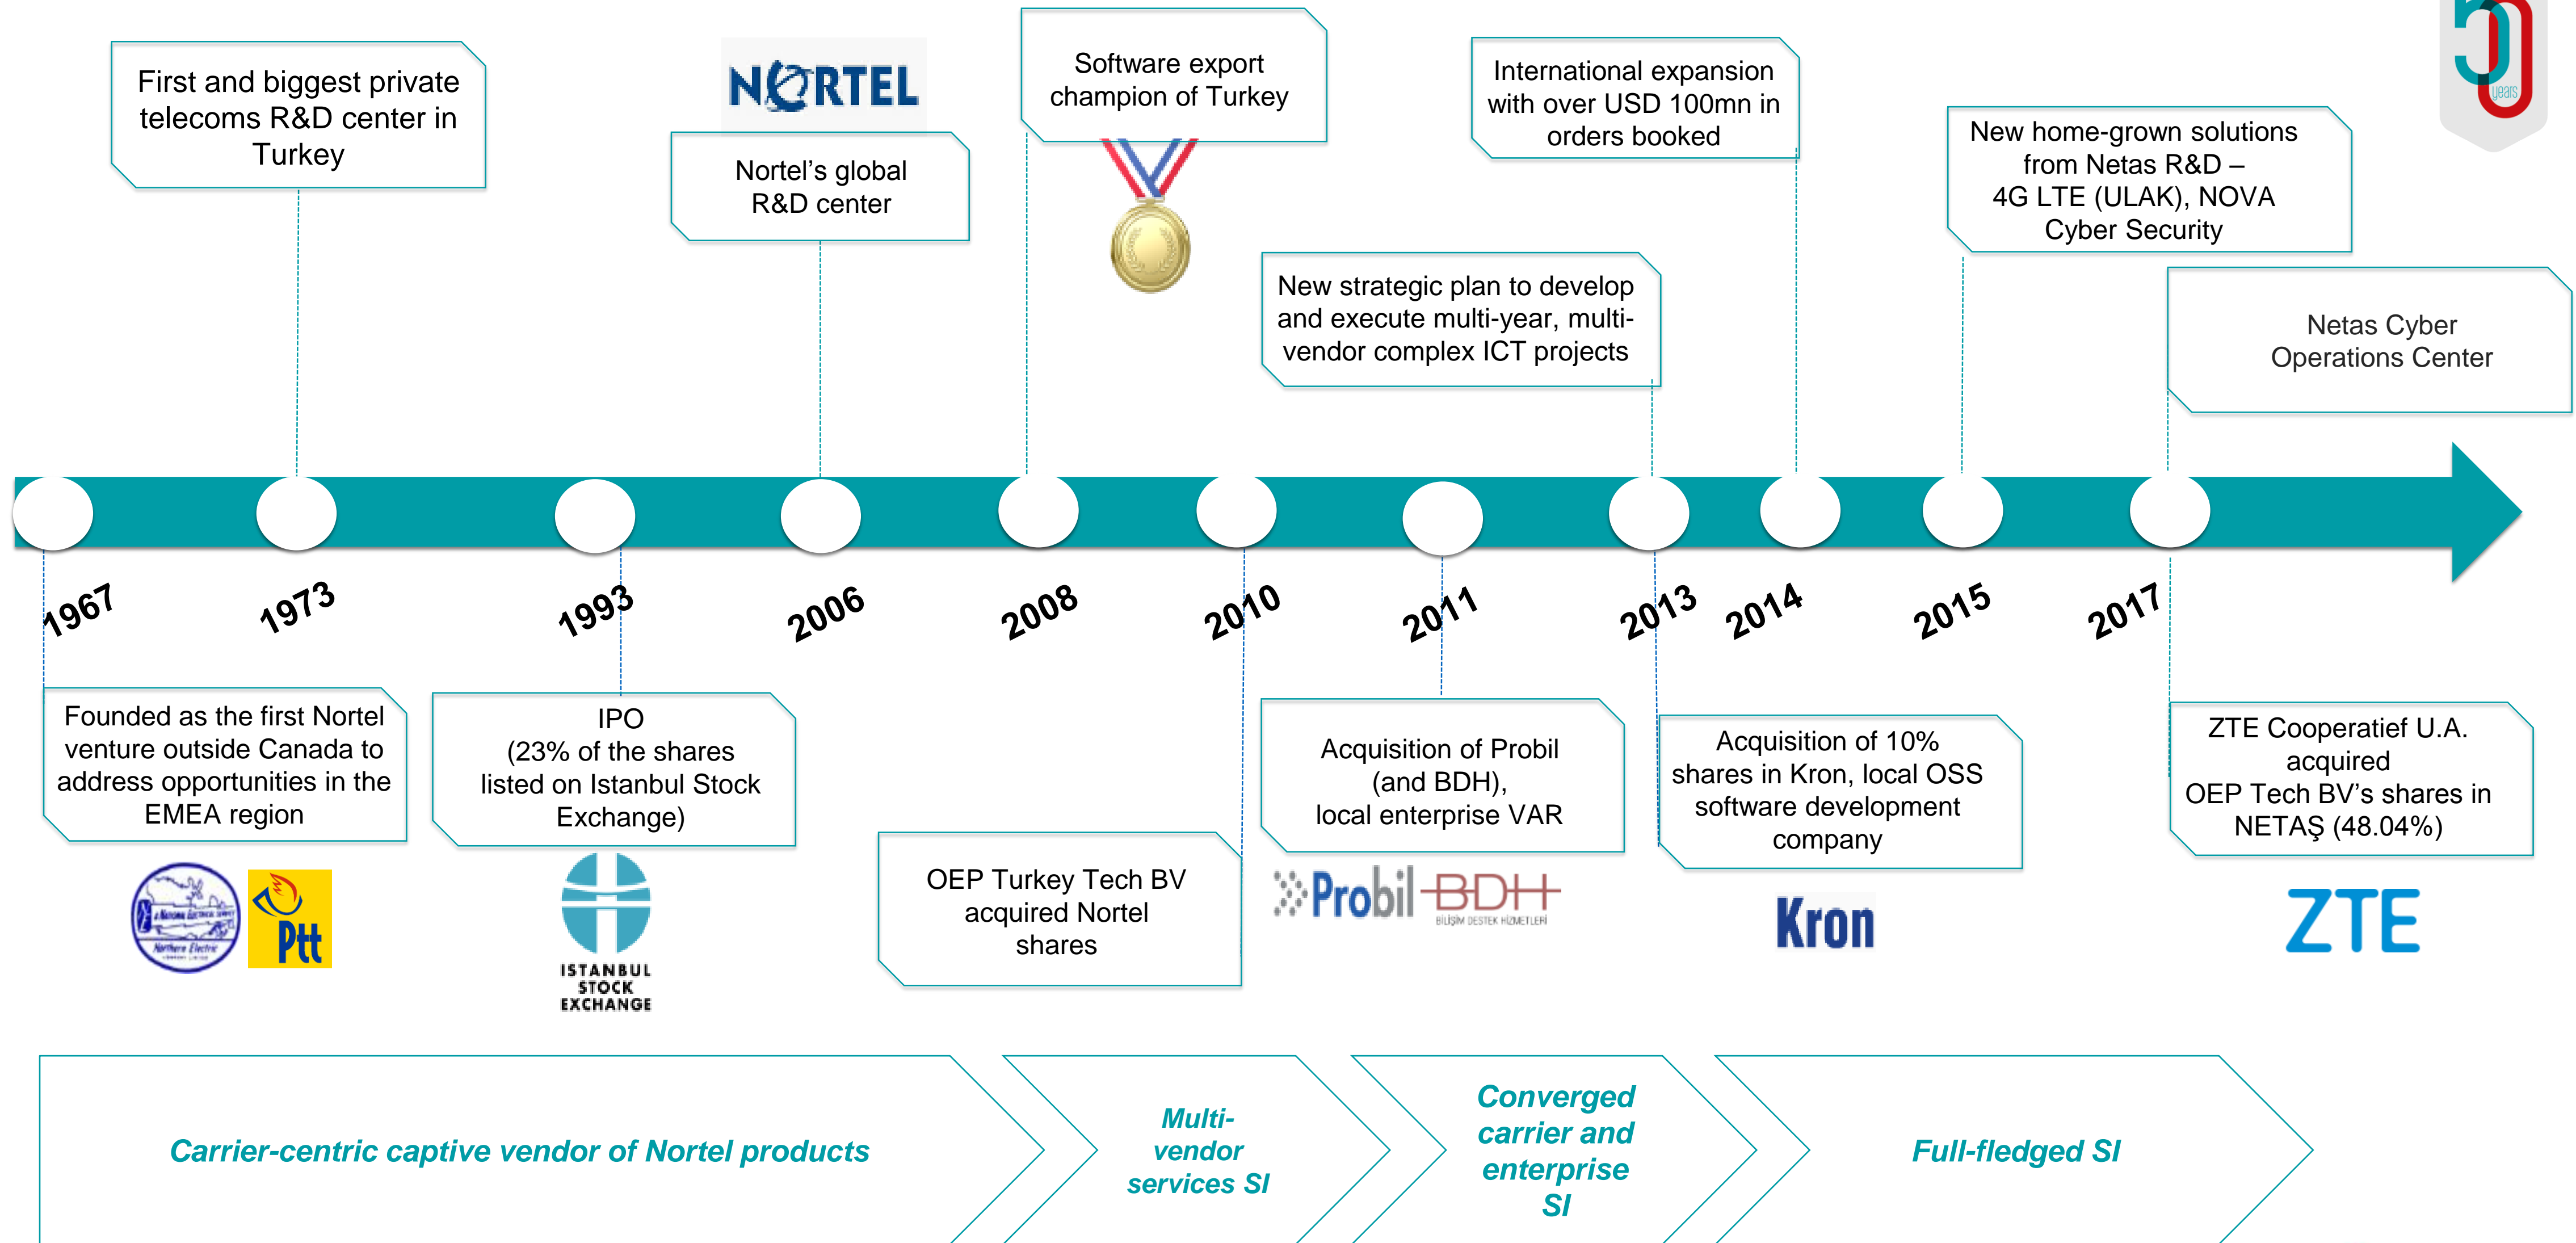 50
years
First and biggest private
telecoms R&D center in
Turkey
NORTEL
Nortel’s global
R&D center
Software export
champion of Turkey
International expansion
with over USD 100mn in
orders booked
New home-grown solutions
from Netas R&D –
4G LTE (ULAK), NOVA
Cyber Security
New strategic plan to develop
and execute multi-year, multi-
vendor complex ICT projects
Netas Cyber
Operations Center
1967
1973
1993
2006
2008
2010
2011
2013
2014
2015
2017
Founded as the first Nortel
venture outside Canada to
address opportunities in the
EMEA region
Northern Electric
Ptt
IPO
(23% of the shares
listed on Istanbul Stock
Exchange)
ISTANBUL
STOCK
EXCHANGE
OEP Turkey Tech BV
acquired Nortel
shares
Acquisition of Probil
(and BDH),
local enterprise VAR
Probil
BDH
BİLİŞİM DESTEK HİZMETLERİ
Acquisition of 10%
shares in Kron, local OSS
software development
company
Kron
ZTE Cooperatief U.A.
acquired
OEP Tech BV’s shares in
NETAŞ (48.04%)
ZTE
Carrier-centric captive vendor of Nortel products
Multi-
vendor
services SI
Converged
carrier and
enterprise
SI
Full-fledged SI